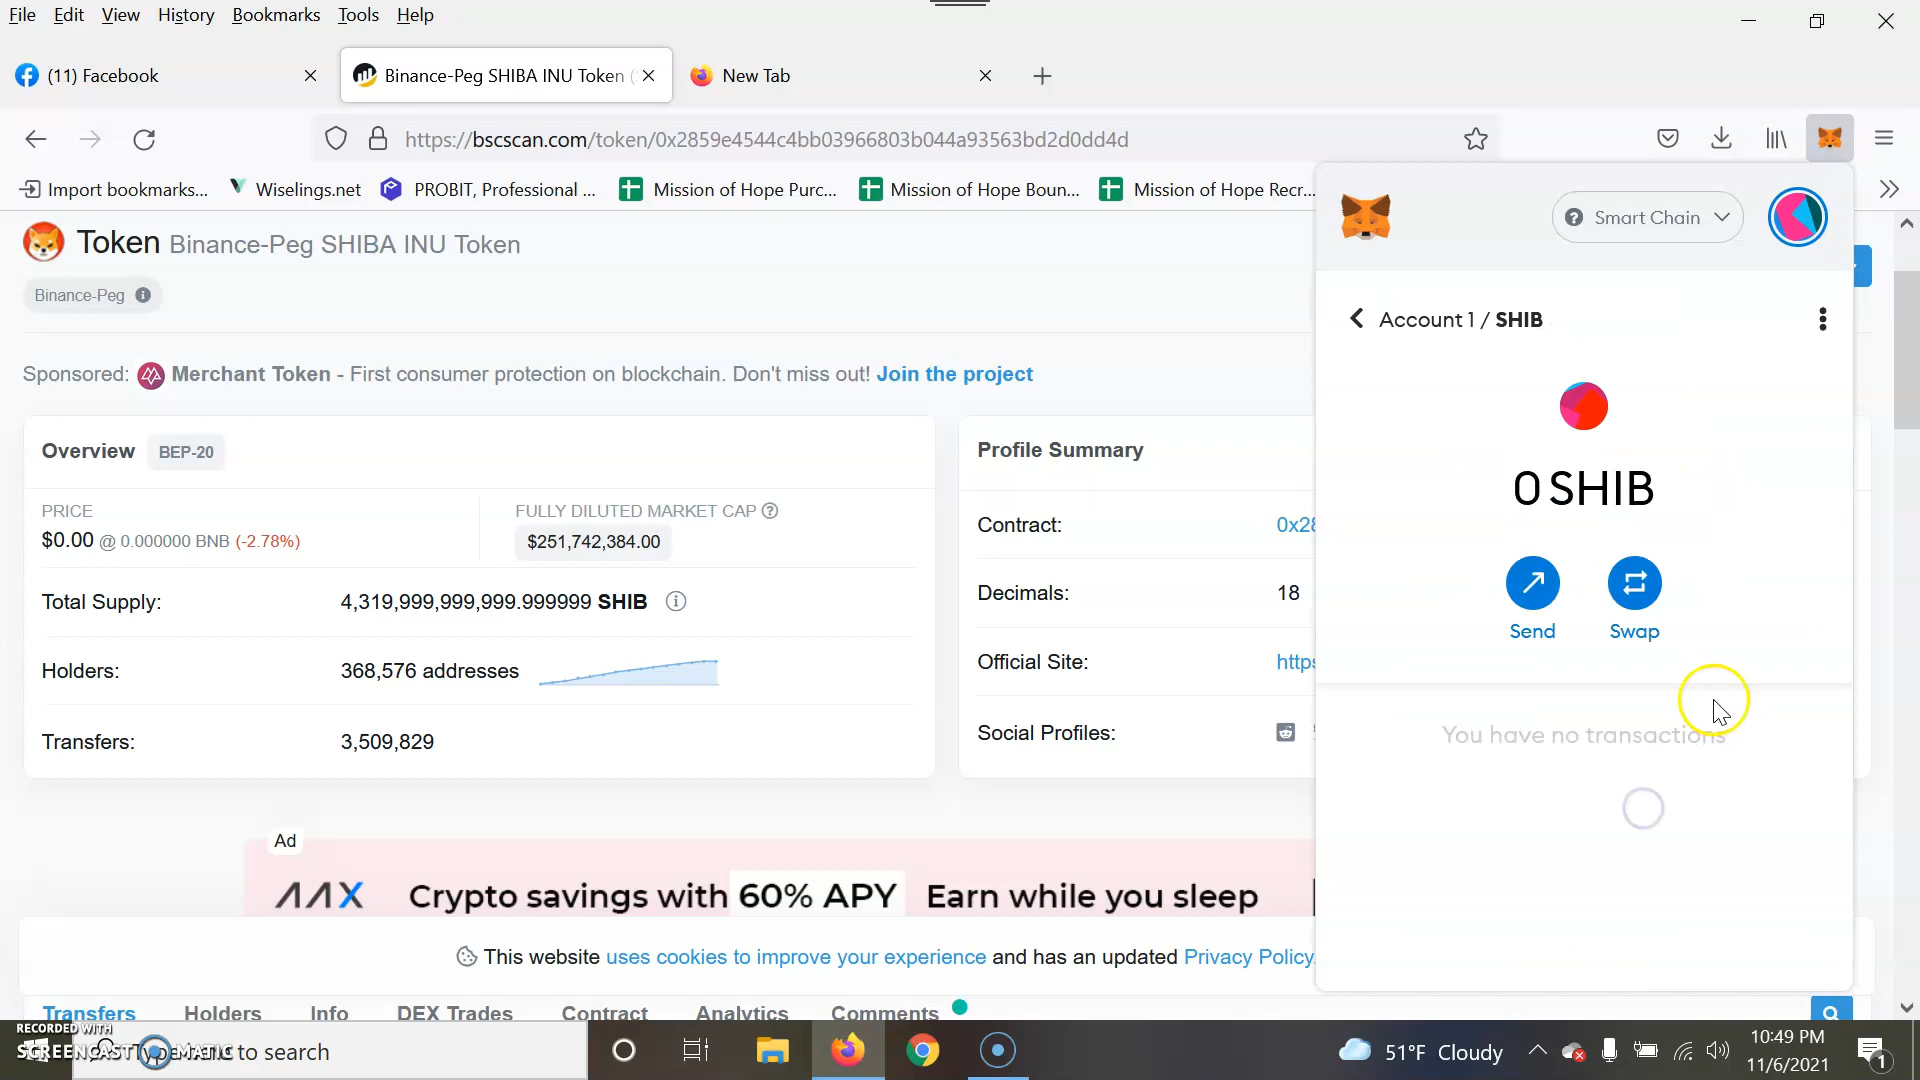 File Edit View History Bookmarks Tools Help
(11) Facebook
Binance-Peg SHIBA INU Token (
New Tab
https://bscscan.com/token/0x2859e4544c4bb03966803b044a93563bd2d0dd4d
Import bookmarks... Wiselings.net PROBIT, Professional ... Mission of Hope Purc... Mission of Hope Boun... Mission of Hope Recr...
Token Binance-Peg SHIBA INU Token
Binance-Peg
Sponsored: Merchant Token - First consumer protection on blockchain. Don't miss out! Join the project
Overview BEP-20
PRICE
$0.00 @ 0.000000 BNB (-2.78%)
FULLY DILUTED MARKET CAP
$251,742,384.00
Total Supply: 4,319,999,999,999.999999 SHIB
Holders: 368,576 addresses
Transfers: 3,509,829
Profile Summary
Contract: 0x28
Decimals: 18
Official Site: https
Social Profiles:
Smart Chain
Account 1 / SHIB
0 SHIB
Send Swap
You have no transactions
Ad
AAX Crypto savings with 60% APY Earn while you sleep
This website uses cookies to improve your experience and has an updated Privacy Policy.
Transfers Holders Info DEX Trades Contract Analytics Comments
RECORDED WITH
SCREENCAST MATIC
to search
51°F Cloudy
10:49 PM
11/6/2021
1